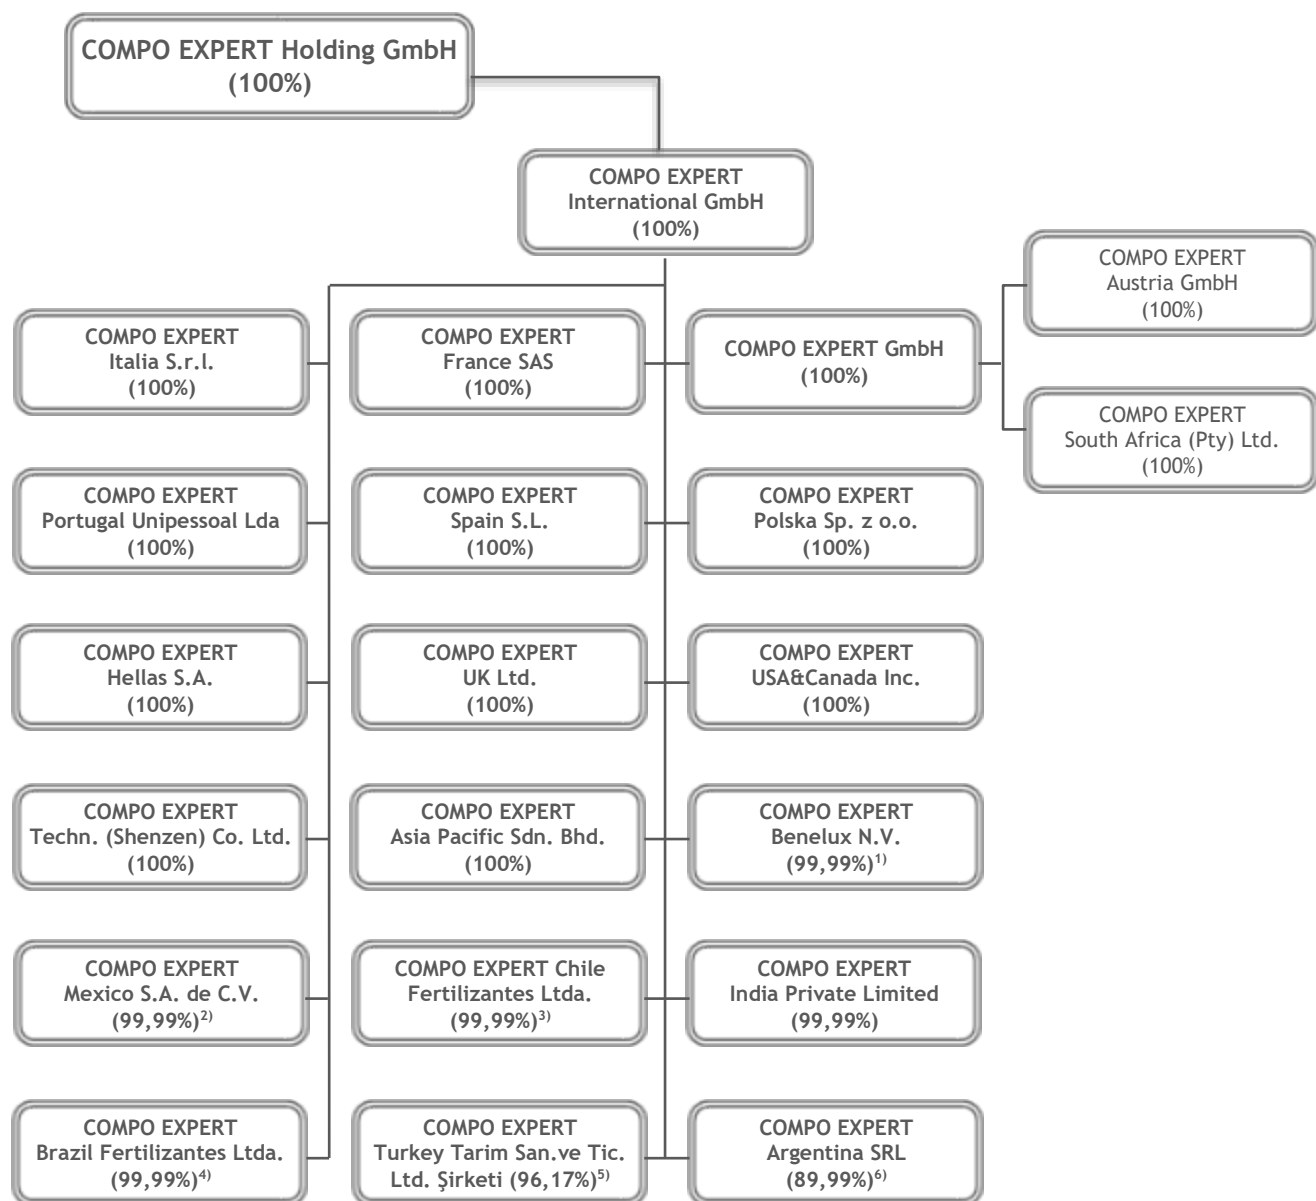 COMPO EXPERT Holding GmbH
(100%)
COMPO EXPERT
International GmbH
(100%)
COMPO EXPERT
Austria GmbH
(100%)
COMPO EXPERT
Italia S.r.l.
(100%)
COMPO EXPERT
France SAS
(100%)
COMPO EXPERT GmbH
(100%)
COMPO EXPERT
South Africa (Pty) Ltd.
(100%)
COMPO EXPERT
Portugal Unipessoal Lda
(100%)
COMPO EXPERT
Spain S.L.
(100%)
COMPO EXPERT
Polska Sp. z o.o.
(100%)
COMPO EXPERT
Hellas S.A.
(100%)
COMPO EXPERT
UK Ltd.
(100%)
COMPO EXPERT
USA&Canada Inc.
(100%)
COMPO EXPERT
Techn. (Shenzen) Co. Ltd.
(100%)
COMPO EXPERT
Asia Pacific Sdn. Bhd.
(100%)
COMPO EXPERT
Benelux N.V.
(99,99%)1)
COMPO EXPERT
Mexico S.A. de C.V.
(99,99%)2)
COMPO EXPERT Chile
Fertilizantes Ltda.
(99,99%)3)
COMPO EXPERT
India Private Limited
(99,99%)
COMPO EXPERT
Brazil Fertilizantes Ltda.
(99,99%)4)
COMPO EXPERT
Turkey Tarim San.ve Tic.
Ltd. Şirketi (96,17%)5)
COMPO EXPERT
Argentina SRL
(89,99%)6)